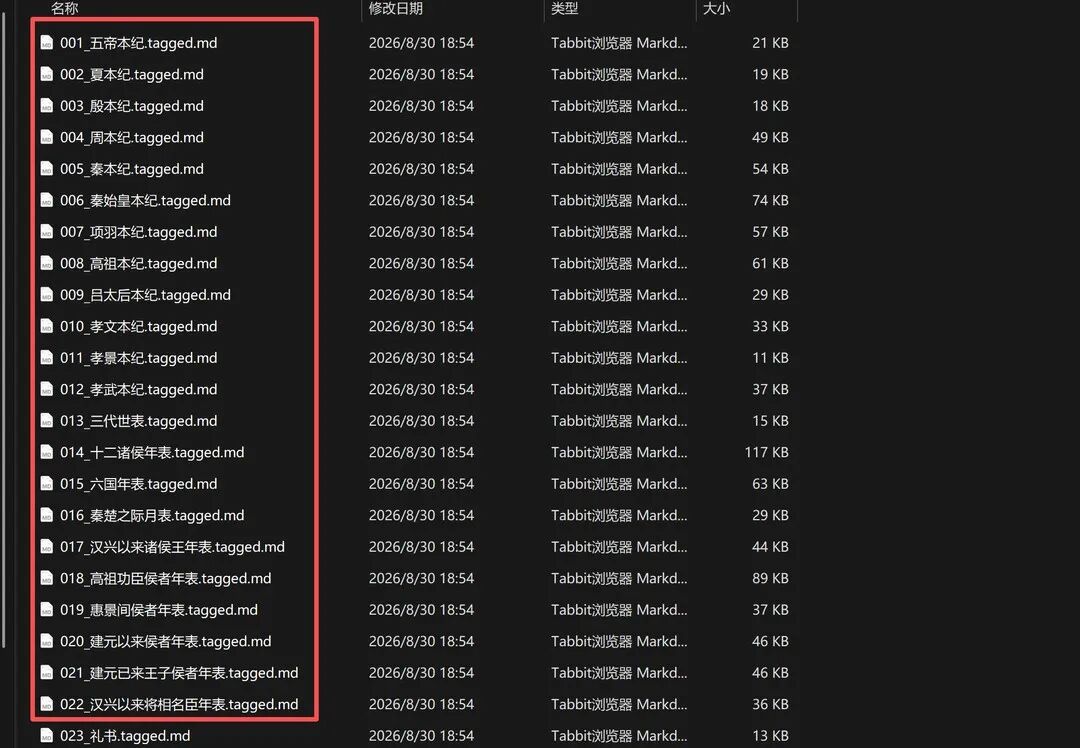 名称 修改日期 类型 大小
001_五帝本纪.tagged.md 2026/8/30 18:54 Tabbit浏览器 Markd... 21 KB
002_夏本纪.tagged.md 2026/8/30 18:54 Tabbit浏览器 Markd... 19 KB
003_殷本纪.tagged.md 2026/8/30 18:54 Tabbit浏览器 Markd... 18 KB
004_周本纪.tagged.md 2026/8/30 18:54 Tabbit浏览器 Markd... 49 KB
005_秦本纪.tagged.md 2026/8/30 18:54 Tabbit浏览器 Markd... 54 KB
006_秦始皇本纪.tagged.md 2026/8/30 18:54 Tabbit浏览器 Markd... 74 KB
007_项羽本纪.tagged.md 2026/8/30 18:54 Tabbit浏览器 Markd... 57 KB
008_高祖本纪.tagged.md 2026/8/30 18:54 Tabbit浏览器 Markd... 61 KB
009_吕太后本纪.tagged.md 2026/8/30 18:54 Tabbit浏览器 Markd... 29 KB
010_孝文本纪.tagged.md 2026/8/30 18:54 Tabbit浏览器 Markd... 33 KB
011_孝景本纪.tagged.md 2026/8/30 18:54 Tabbit浏览器 Markd... 11 KB
012_孝武本纪.tagged.md 2026/8/30 18:54 Tabbit浏览器 Markd... 37 KB
013_三代世表.tagged.md 2026/8/30 18:54 Tabbit浏览器 Markd... 15 KB
014_十二诸侯年表.tagged.md 2026/8/30 18:54 Tabbit浏览器 Markd... 117 KB
015_六国年表.tagged.md 2026/8/30 18:54 Tabbit浏览器 Markd... 63 KB
016_秦楚之际月表.tagged.md 2026/8/30 18:54 Tabbit浏览器 Markd... 29 KB
017_汉兴以来诸侯王年表.tagged.md 2026/8/30 18:54 Tabbit浏览器 Markd... 44 KB
018_高祖功臣侯者年表.tagged.md 2026/8/30 18:54 Tabbit浏览器 Markd... 89 KB
019_惠景间侯者年表.tagged.md 2026/8/30 18:54 Tabbit浏览器 Markd... 37 KB
020_建元以来侯者年表.tagged.md 2026/8/30 18:54 Tabbit浏览器 Markd... 46 KB
021_建元已来王子侯者年表.tagged.md 2026/8/30 18:54 Tabbit浏览器 Markd... 46 KB
022_汉兴以来将相名臣年表.tagged.md 2026/8/30 18:54 Tabbit浏览器 Markd... 36 KB
023_礼书.tagged.md 2026/8/30 18:54 Tabbit浏览器 Markd... 13 KB